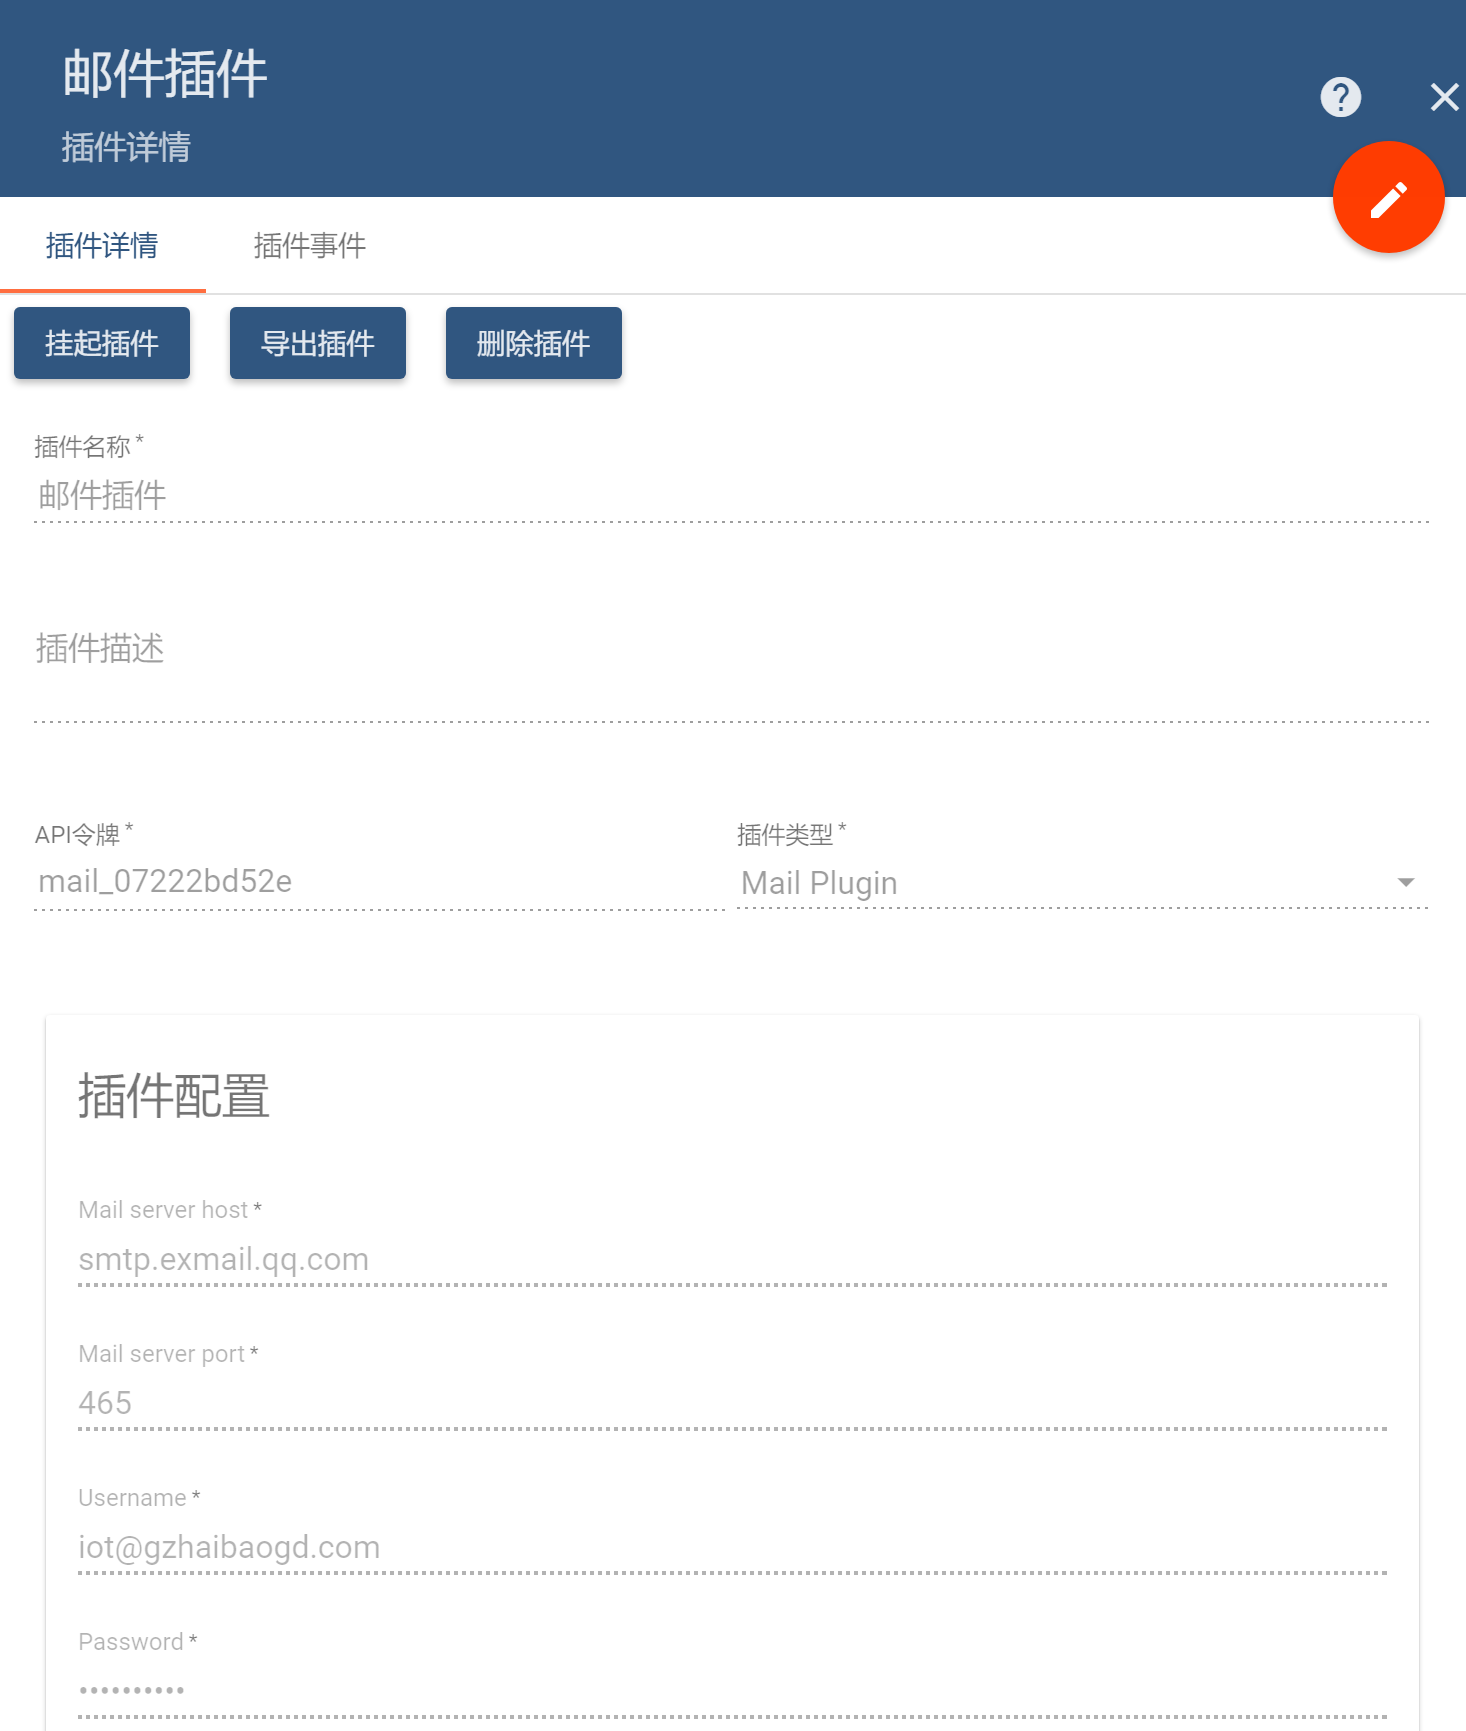 邮件插件
插件详情
插件详情 插件事件
挂起插件 导出插件 删除插件
插件名称 *
邮件插件
插件描述
API令牌 * 插件类型 *
mail_07222bd52e Mail Plugin
插件配置
Mail server host *
smtp.exmail.qq.com
Mail server port *
465
Username *
iot@gzhaibaogd.com
Password *
••••••••••